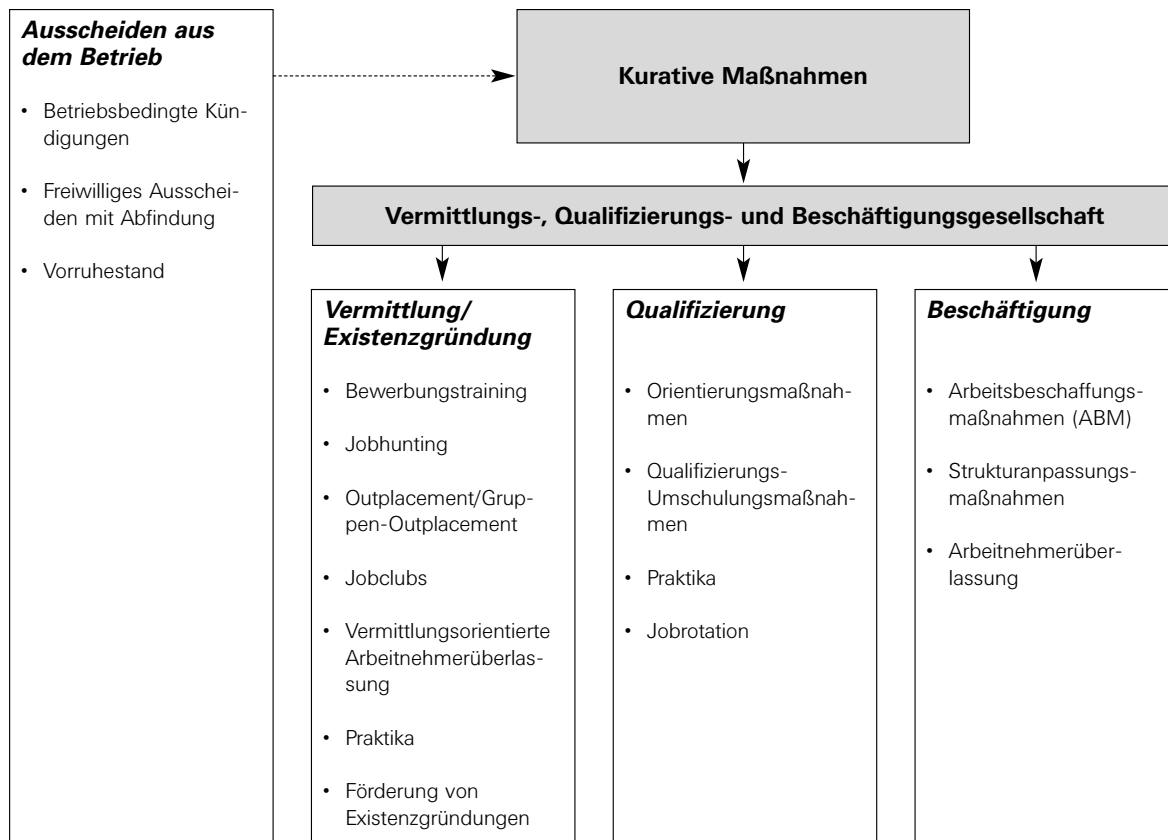 Ausscheiden aus
dem Betrieb
• Betriebsbedingte Kün-
digungen
• Freiwilliges Ausschei-
den mit Abfindung
• Vorruhestand
Kurative Maßnahmen
Vermittlungs-, Qualifizierungs- und Beschäftigungsgesellschaft
Vermittlung/
Existenzgründung
• Bewerbungstraining
• Jobhunting
• Outplacement/Grup-
pen-Outplacement
• Jobclubs
• Vermittlungsorientierte
Arbeitnehmerüberlas-
sung
• Praktika
• Förderung von
Existenzgründungen
Qualifizierung
• Orientierungsmaßnah-
men
• Qualifizierungs-
Umschulungsmaßnah-
men
• Praktika
• Jobrotation
Beschäftigung
• Arbeitsbeschaffungs-
maßnahmen (ABM)
• Strukturanpassungs-
maßnahmen
• Arbeitnehmerüber-
lassung